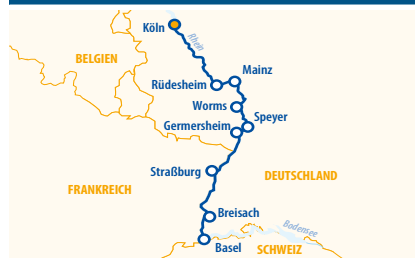 Köln
Rhein
BELGIEN
Mainz
Rüdesheim
Worms
Speyer
Germersheim
Straßburg
DEUTSCHLAND
FRANKREICH
Breisach
Bodensee
Basel
SCHWEIZ